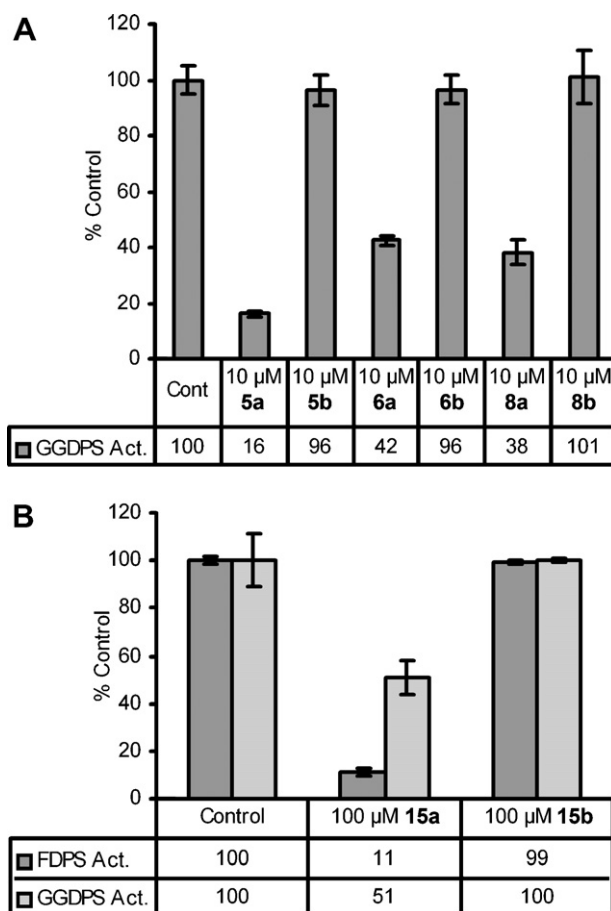 A
120
100
80
60
40
20
0
% Control
Cont
10 µM 5a
10 µM 5b
10 µM 6a
10 µM 6b
10 µM 8a
10 µM 8b
GGDPS Act. 100 16 96 42 96 38 101
B
120
100
80
60
40
20
0
% Control
Control 100 µM 15a 100 µM 15b
FDPS Act. 100 11 99
GGDPS Act. 100 51 100